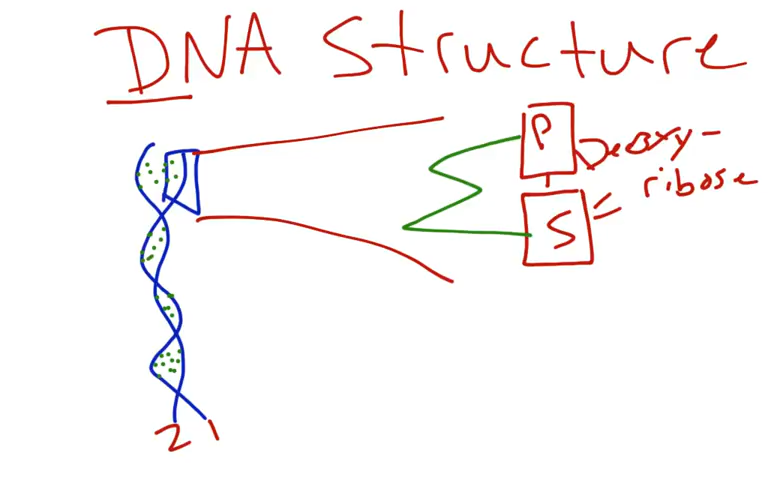 DNA Structure
P Deoxy-
ribose
S =
2 1